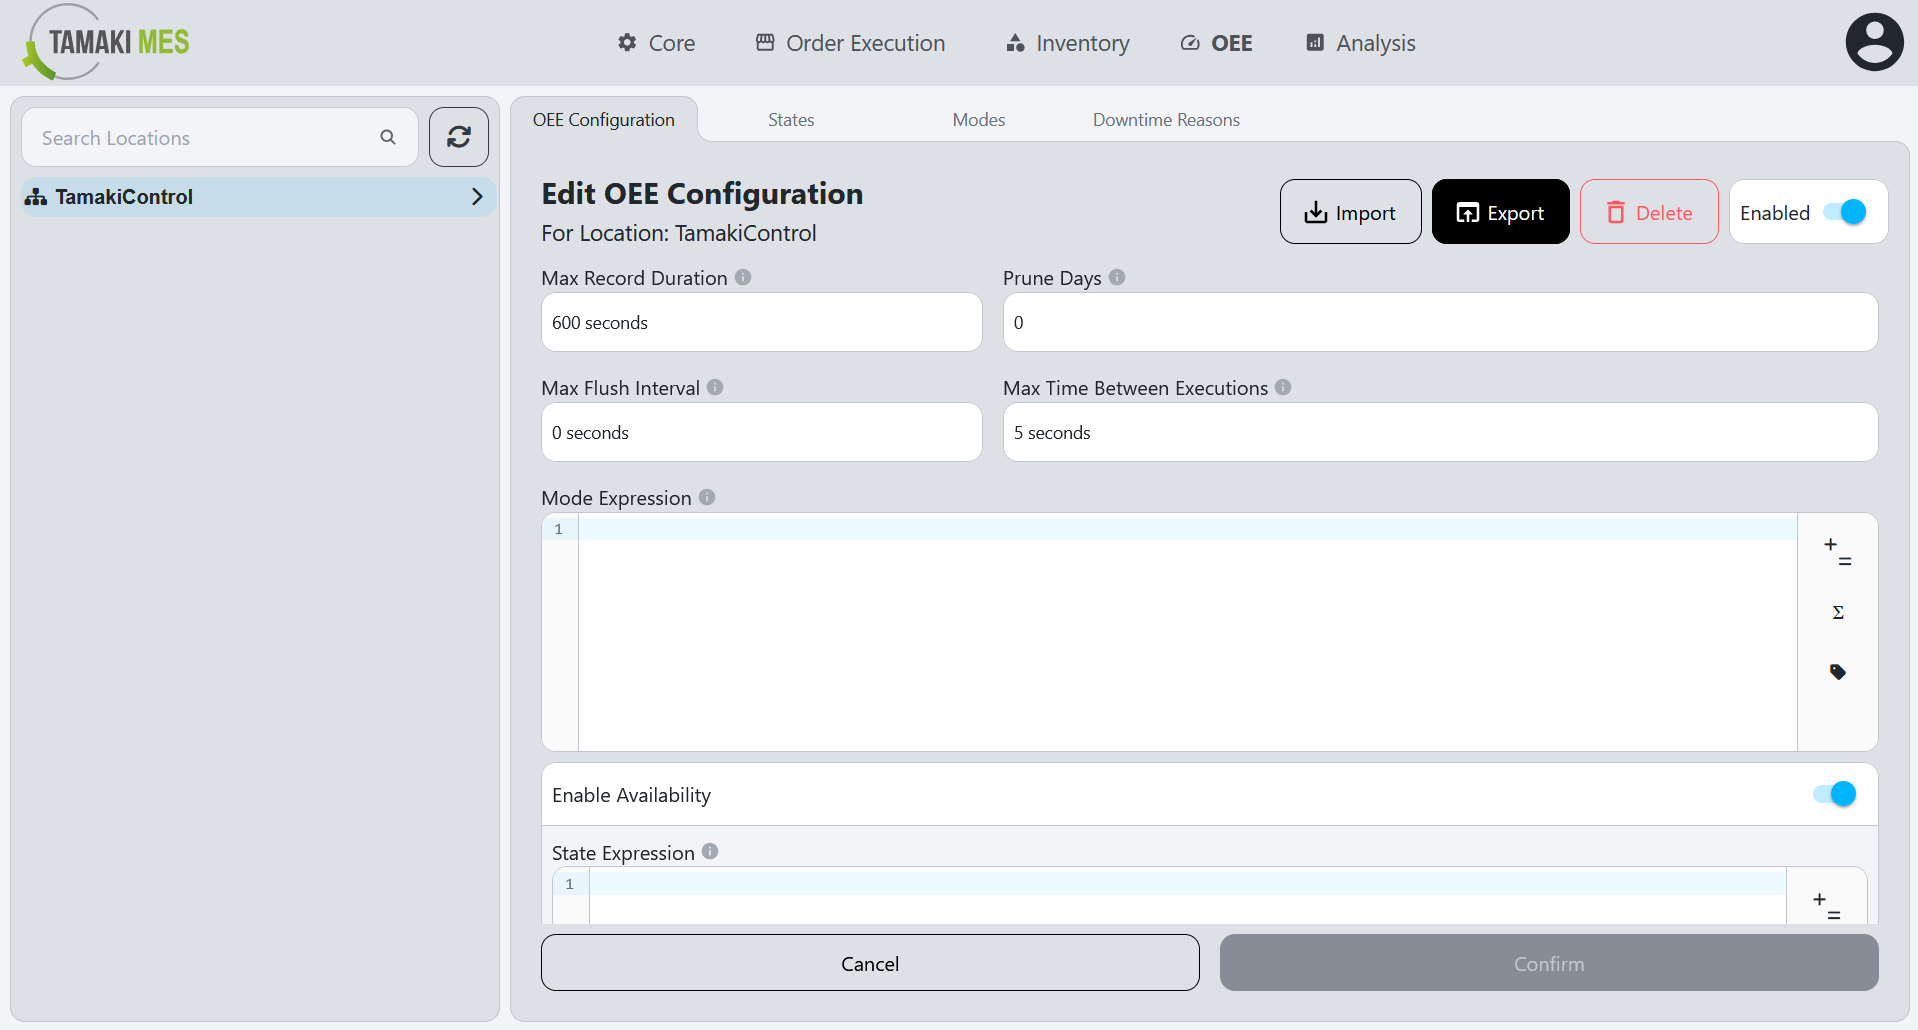 TAMAKI MES
Core
Order Execution
Inventory
OEE
Analysis
Search Locations
TamakiControl
OEE Configuration
States
Modes
Downtime Reasons
Edit OEE Configuration
For Location: TamakiControl
Import
Export
Delete
Enabled
Max Record Duration
Prune Days
600 seconds
0
Max Flush Interval
Max Time Between Executions
0 seconds
5 seconds
Mode Expression
1
Σ
Enable Availability
State Expression
1
Cancel
Confirm